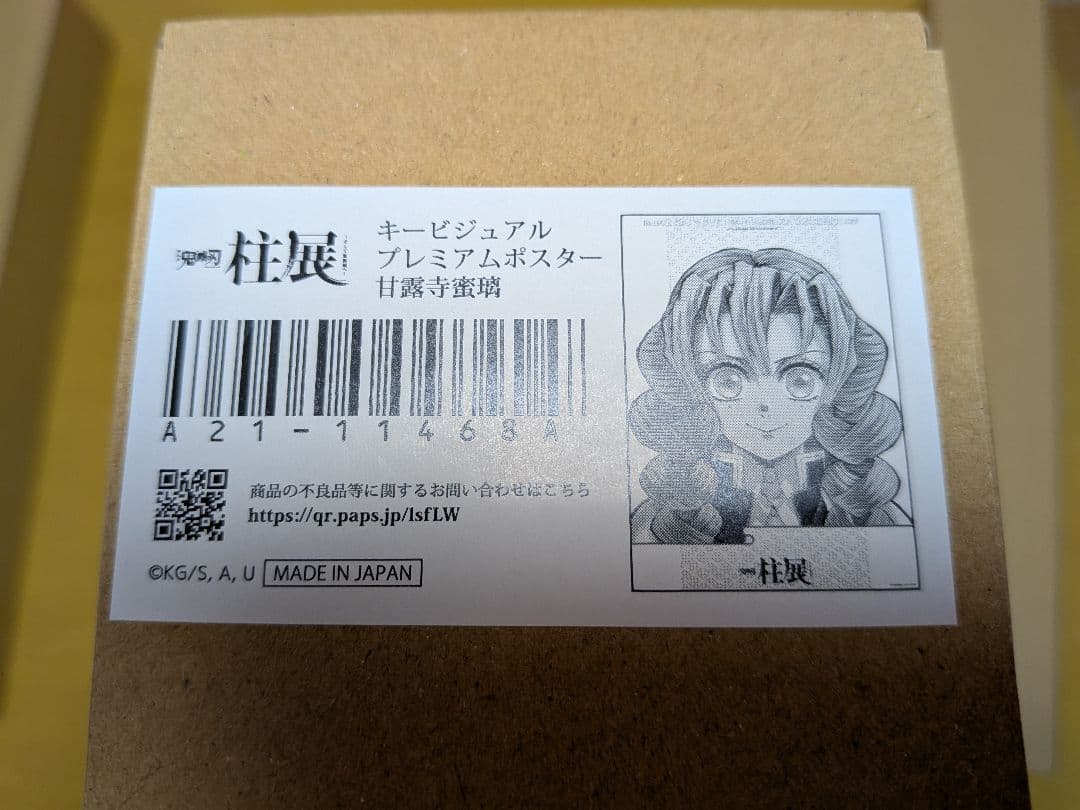 鬼滅の刃 柱展
キービジュアル
プレミアムポスター
甘露寺蜜璃
A21-11468A
商品の不良品等に関するお問い合わせはこちら
https://qr.paps.jp/lsfLW
©KG/S, A, U MADE IN JAPAN
柱展